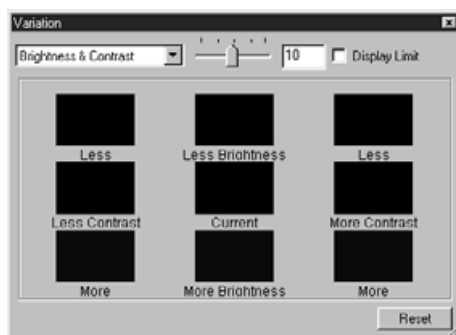 Variation
Brightness & Contrast 10 Display Limit
Less Less Brightness Less
Less Contrast Current More Contrast
More More Brightness More
Reset